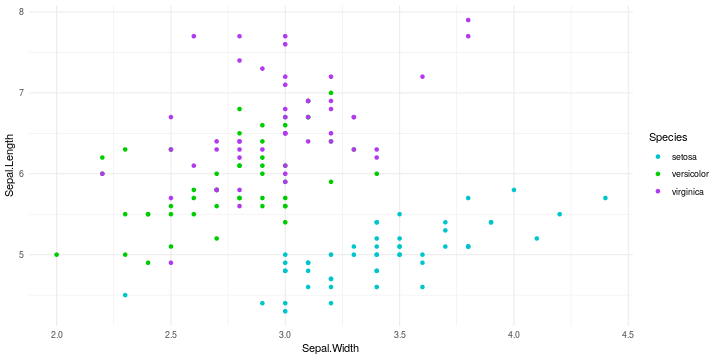 8
7
6
5
Sepal.Length
2.0 2.5 3.0 3.5 4.0 4.5
Sepal.Width
Species
setosa
versicolor
virginica